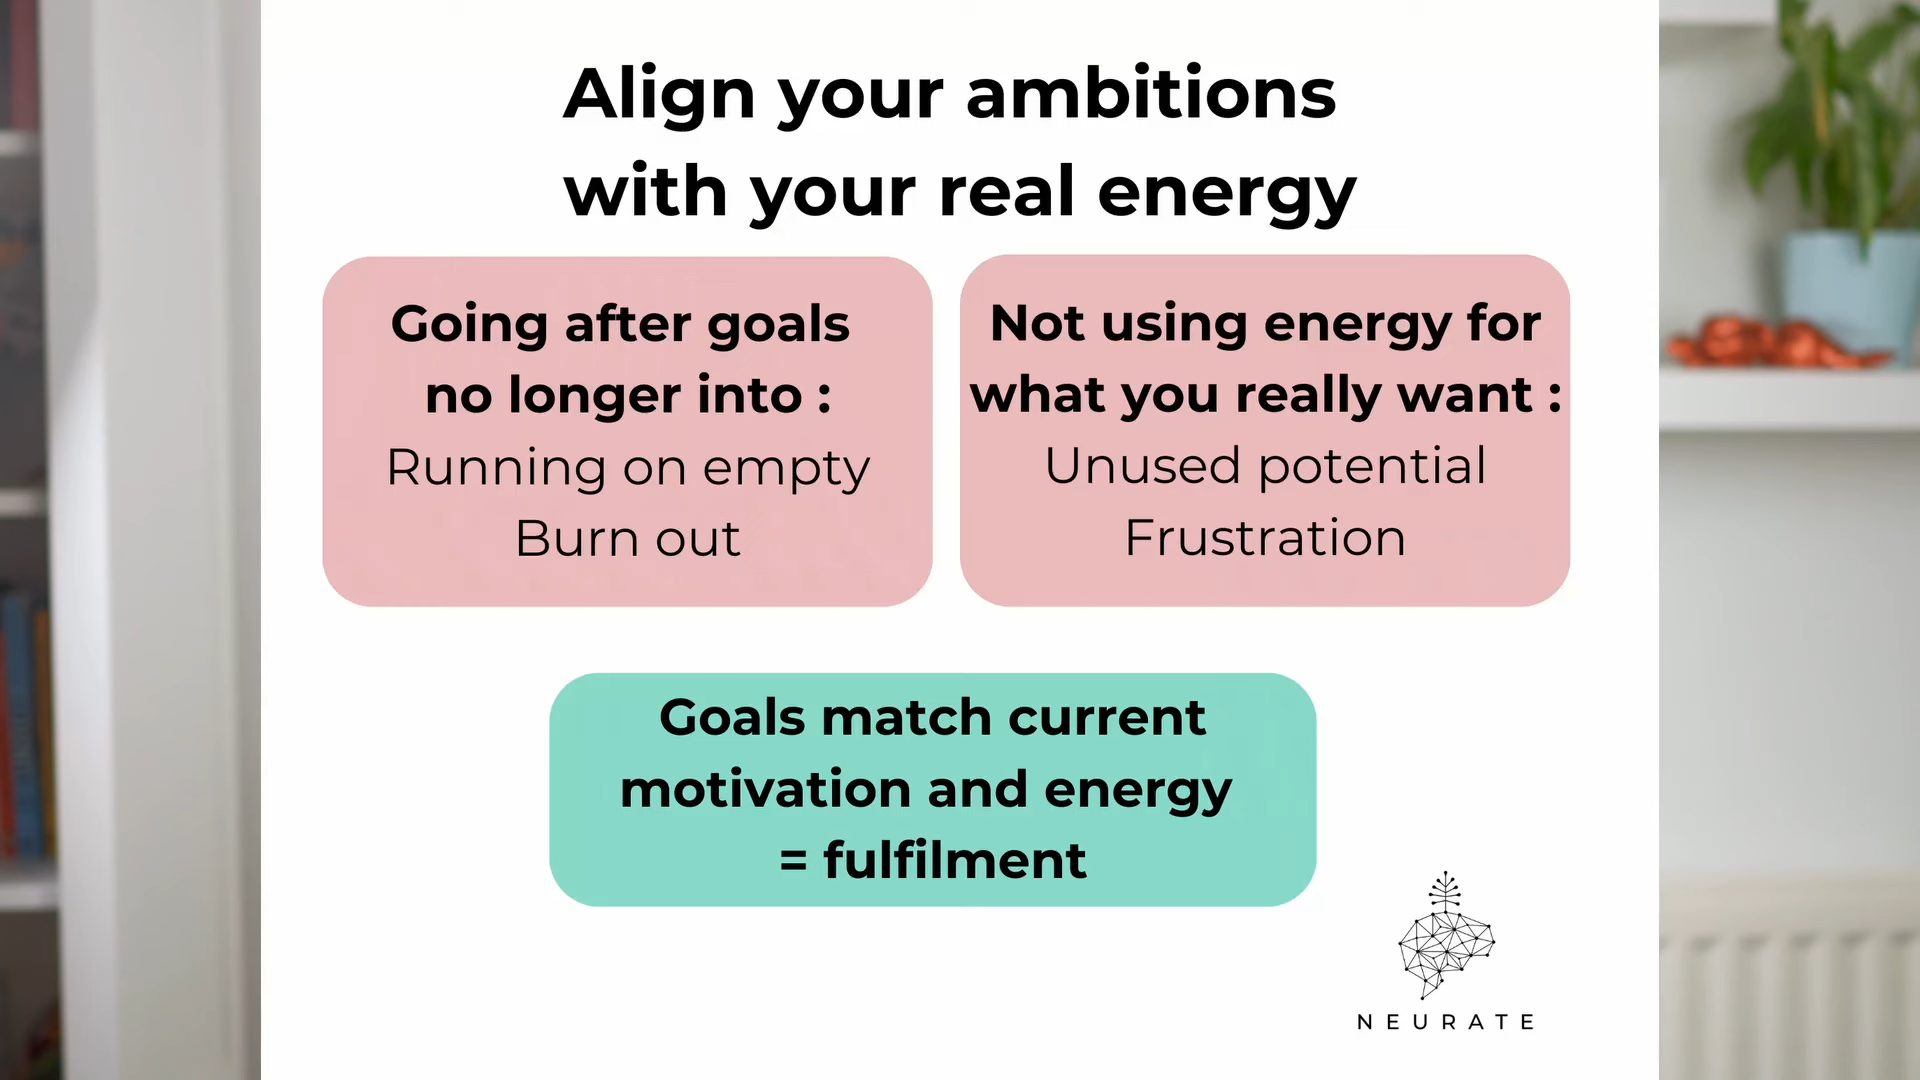 Align your ambitions
with your real energy
Going after goals
no longer into :
Running on empty
Burn out
Not using energy for
what you really want :
Unused potential
Frustration
Goals match current
motivation and energy
= fulfilment
NEURATE